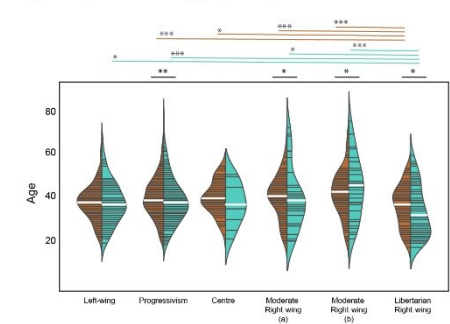 ***
***
*
***
***
*
***
*
** * * *
80
60
Age
40
20
Left-wing
Progressivism
Centre
Moderate
Right wing
(a)
Moderate
Right wing
(b)
Libertarian
Right wing